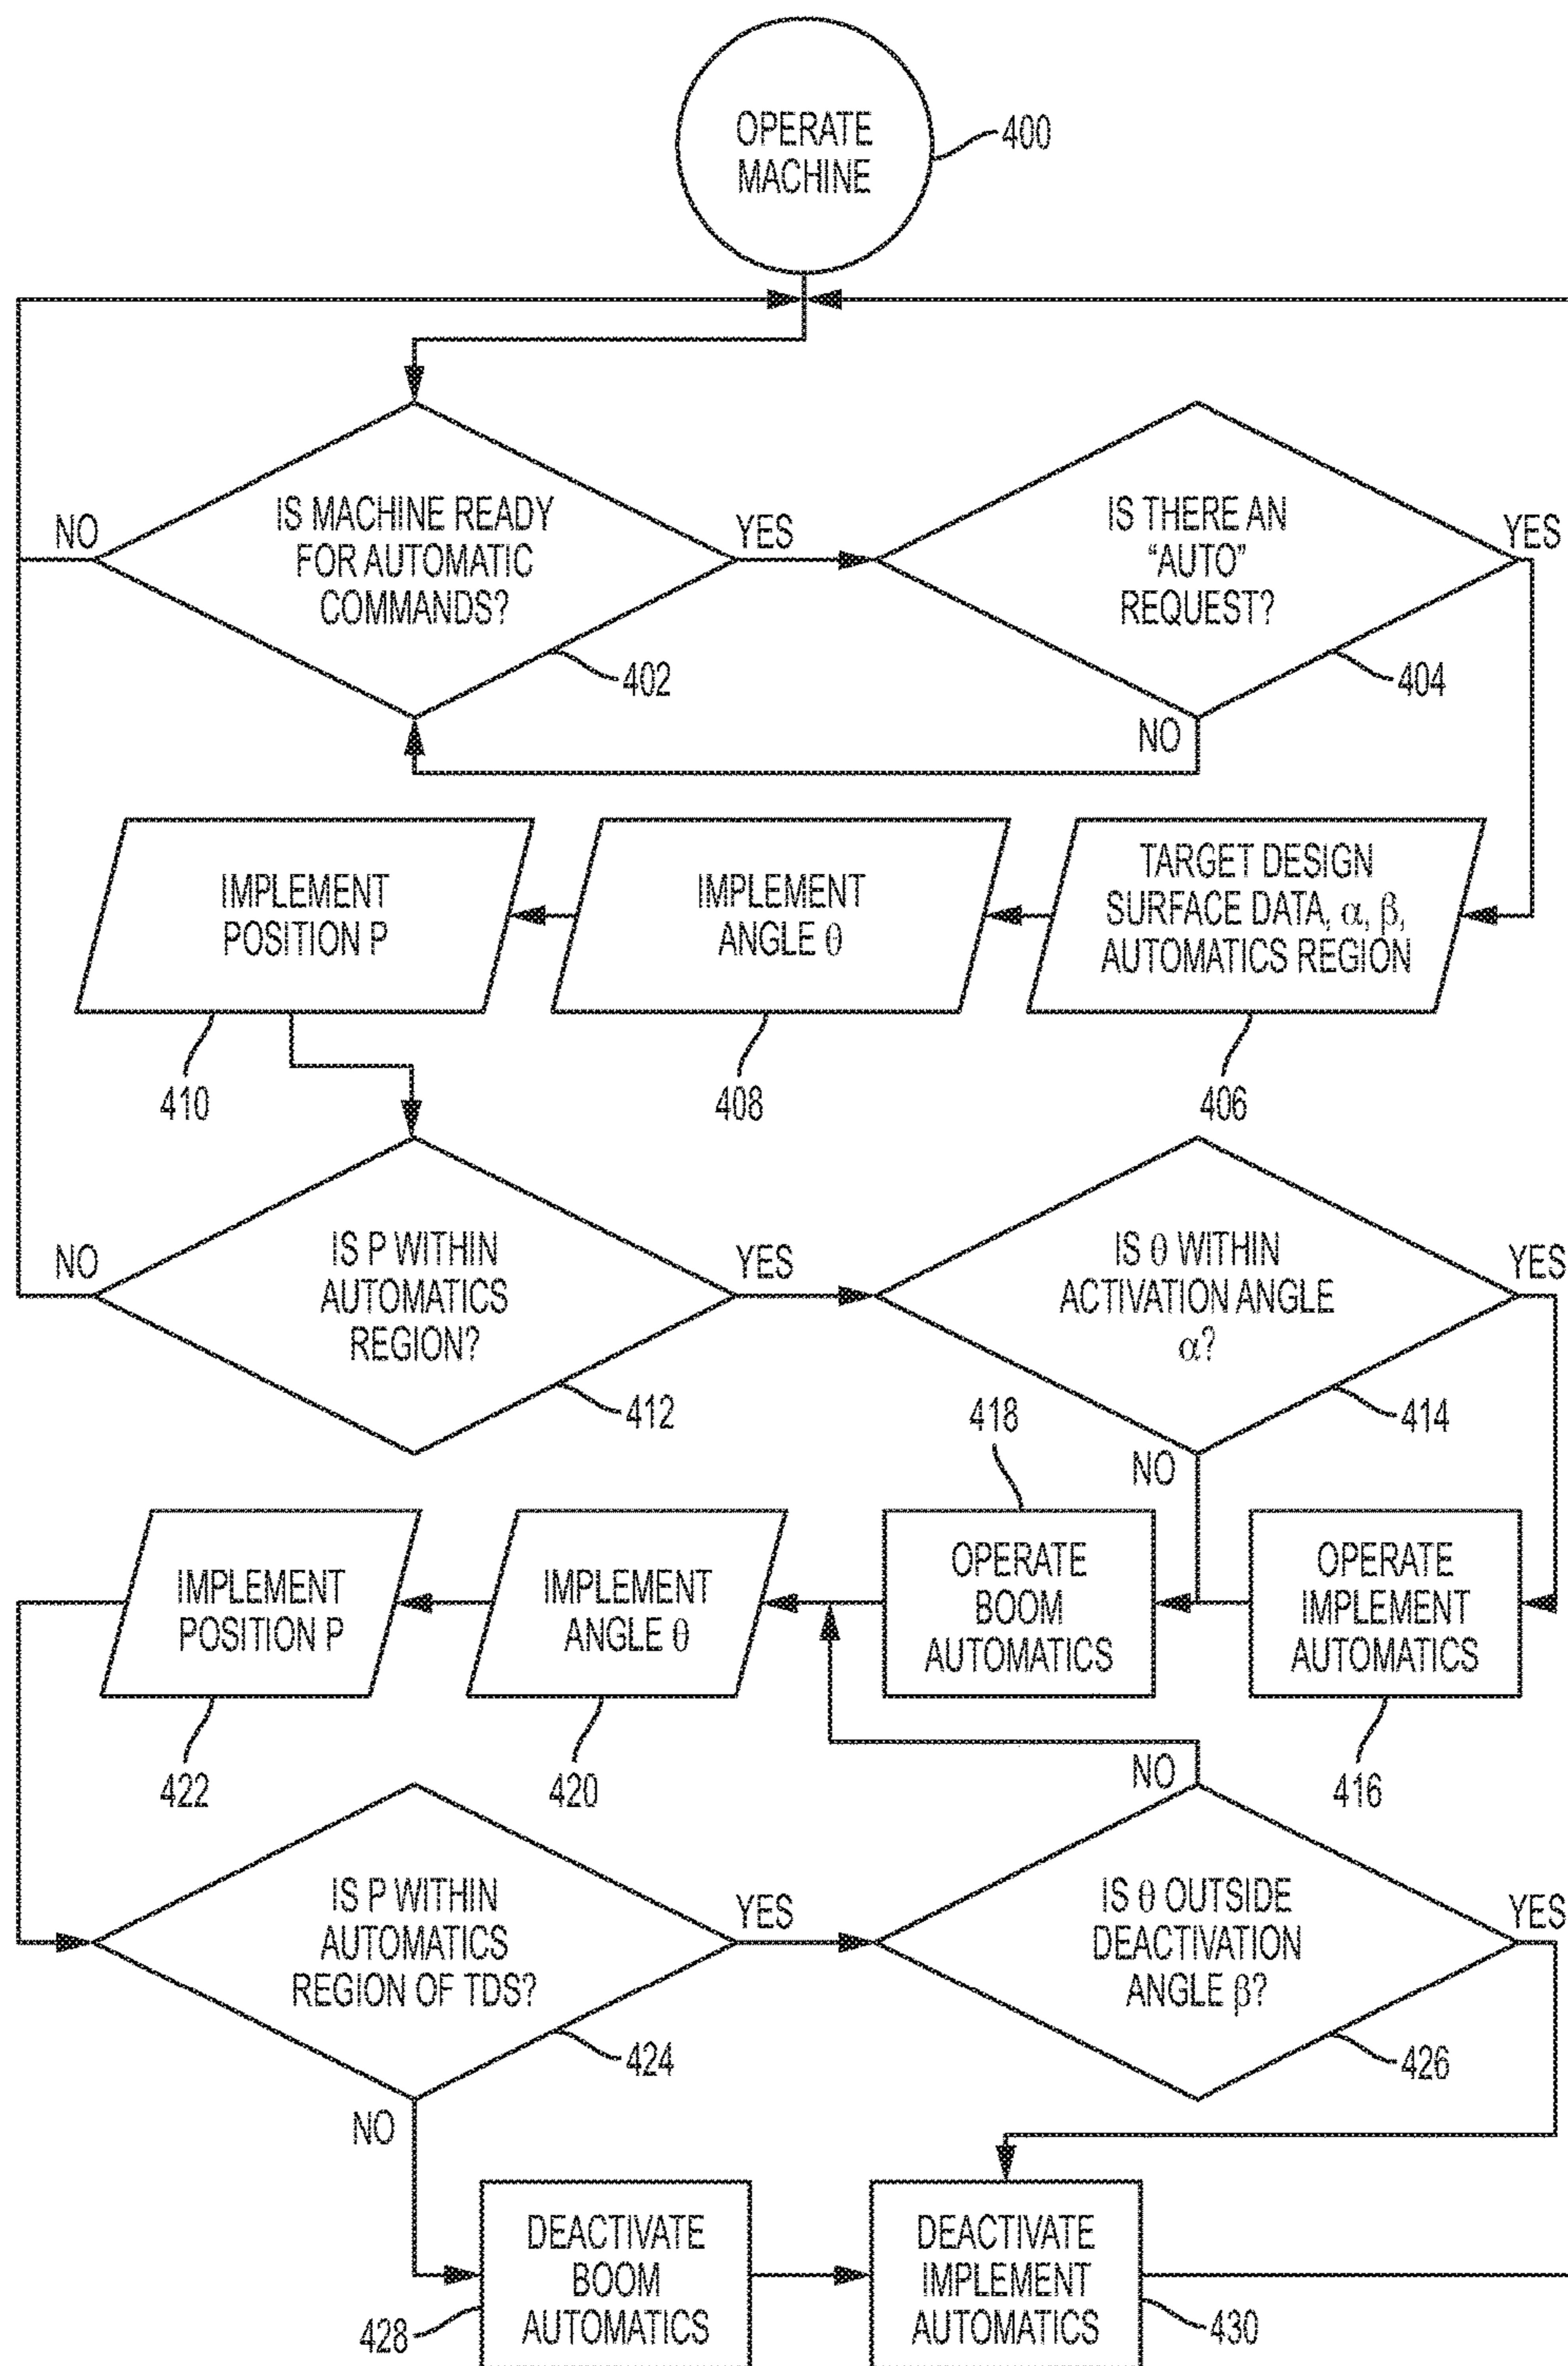 OPERATE
MACHINE
400
IS MACHINE READY
FOR AUTOMATIC
COMMANDS?
NO
YES
402
IS THERE AN
“AUTO”
REQUEST?
YES
404
NO
IMPLEMENT
POSITION P
410
IMPLEMENT
ANGLE θ
408
TARGET DESIGN
SURFACE DATA, α, β,
AUTOMATICS REGION
406
IS P WITHIN
AUTOMATICS
REGION?
NO
YES
412
IS θ WITHIN
ACTIVATION ANGLE
α?
YES
414
NO
418
IMPLEMENT
POSITION P
422
IMPLEMENT
ANGLE θ
420
OPERATE
BOOM
AUTOMATICS
OPERATE
IMPLEMENT
AUTOMATICS
416
NO
IS P WITHIN
AUTOMATICS
REGION OF TDS?
YES
424
NO
IS θ OUTSIDE
DEACTIVATION
ANGLE β?
YES
426
DEACTIVATE
BOOM
AUTOMATICS
428
DEACTIVATE
IMPLEMENT
AUTOMATICS
430